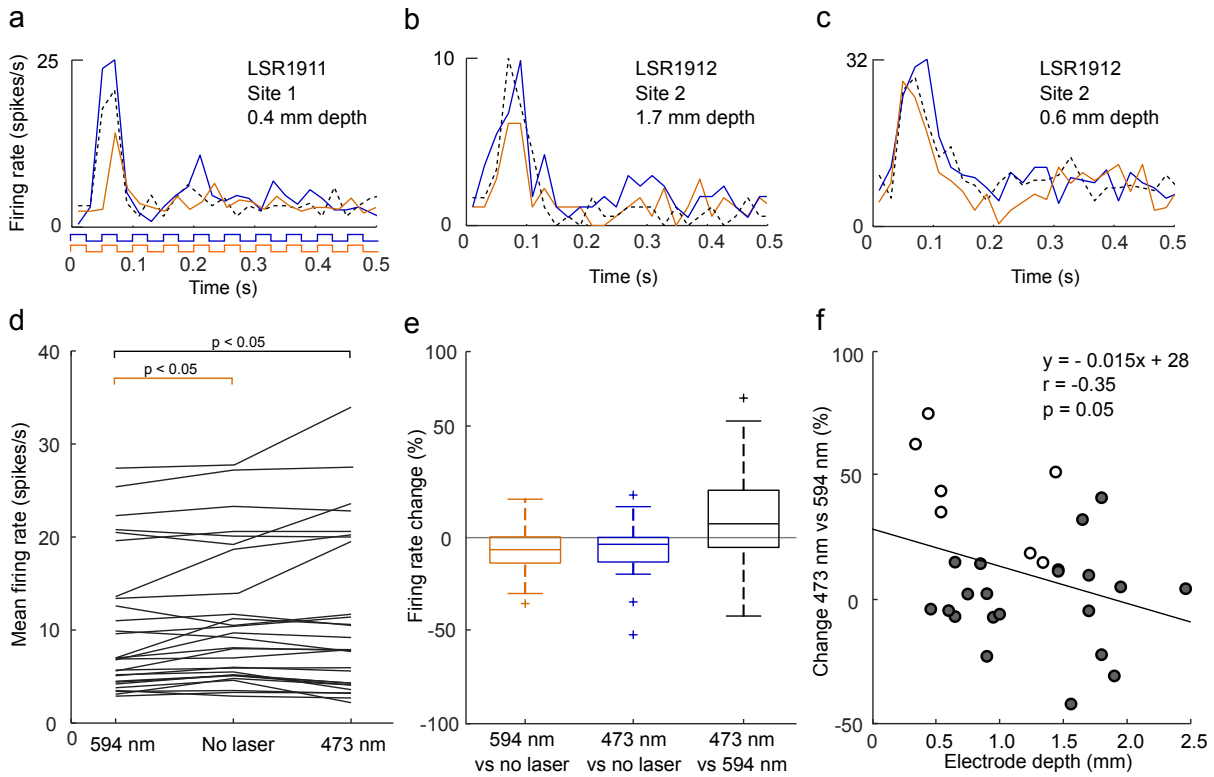 a
Firing rate (spikes/s)
25
0
LSR1911
Site 1
0.4 mm depth
0 0.1 0.2 0.3 0.4 0.5
Time (s)
b
10
0
LSR1912
Site 2
1.7 mm depth
0 0.1 0.2 0.3 0.4 0.5
Time (s)
c
32
0
LSR1912
Site 2
0.6 mm depth
0 0.1 0.2 0.3 0.4 0.5
Time (s)
d
Mean firing rate (spikes/s)
40
30
20
10
0
p < 0.05
p < 0.05
594 nm No laser 473 nm
e
Firing rate change (%)
100
50
0
-50
-100
594 nm
vs no laser
473 nm
vs no laser
473 nm
vs 594 nm
f
Change 473 nm vs 594 nm (%)
100
50
0
-50
y = - 0.015x + 28
r = -0.35
p = 0.05
0 0.5 1.0 1.5 2.0 2.5
Electrode depth (mm)